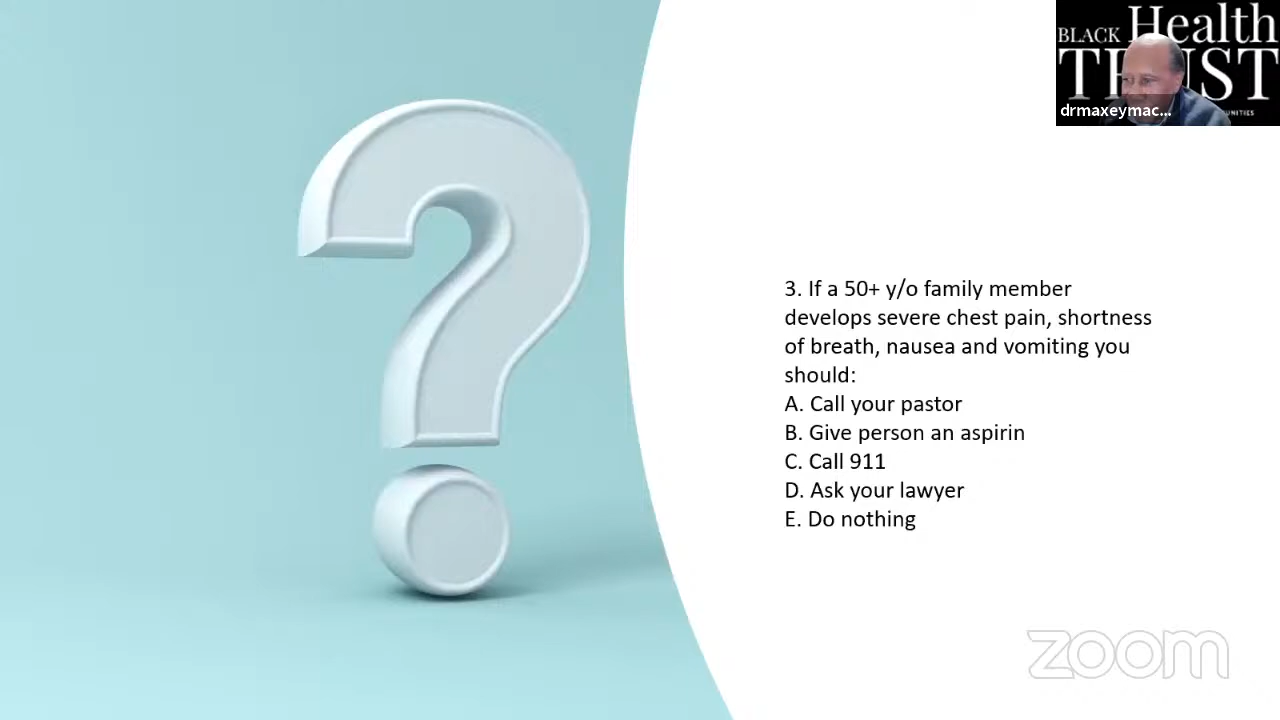 BLACK Health
drmaxeymac...
3. If a 50+ y/o family member
develops severe chest pain, shortness
of breath, nausea and vomiting you
should:
A. Call your pastor
B. Give person an aspirin
C. Call 911
D. Ask your lawyer
E. Do nothing
zoom